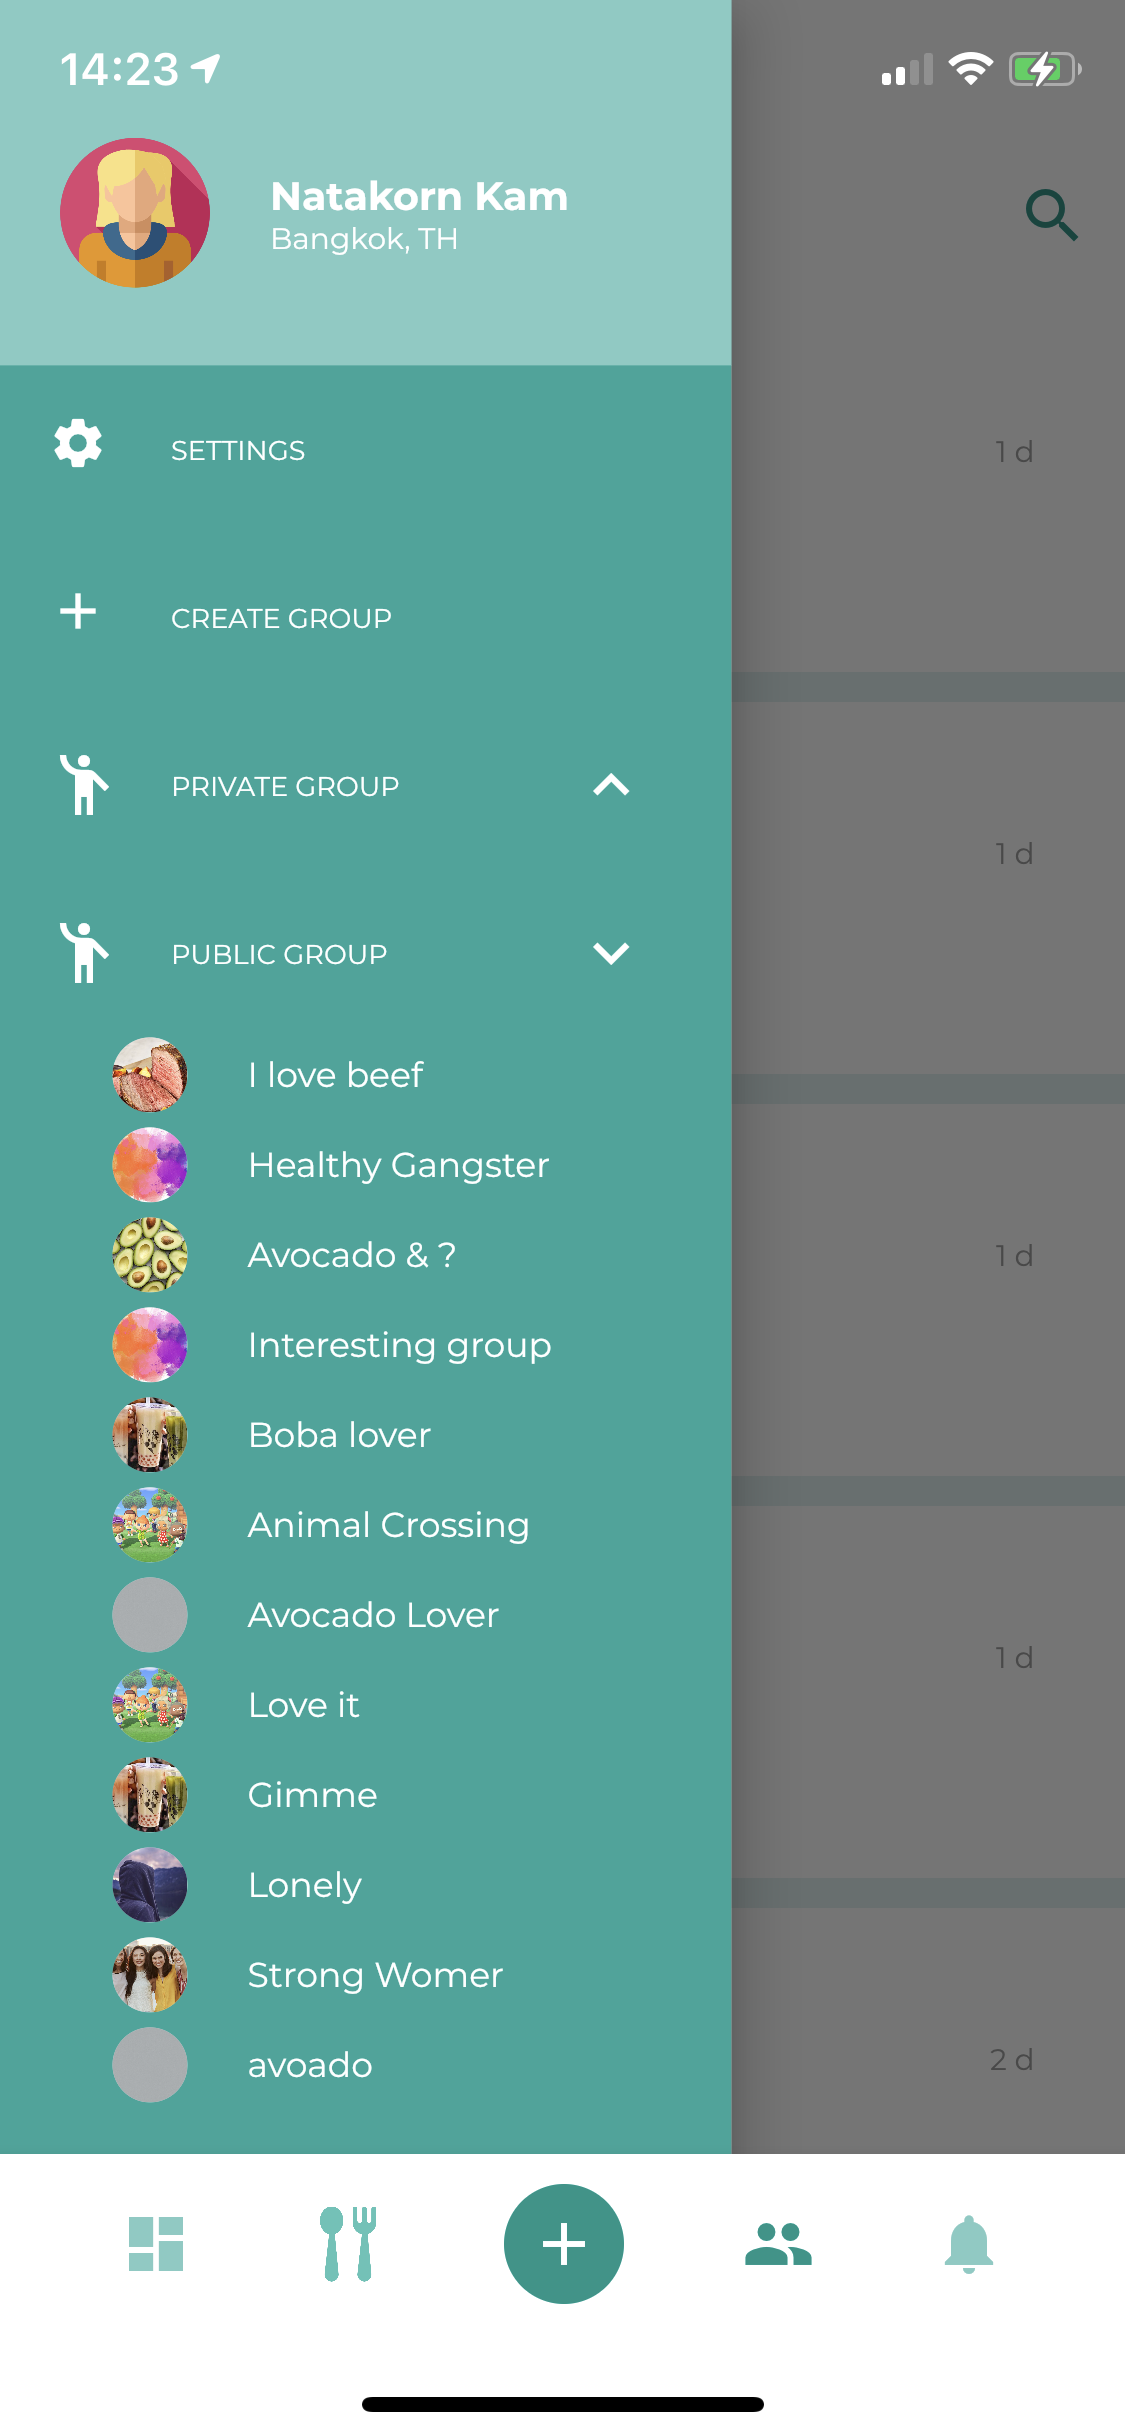 14:23
Natakorn Kam
Bangkok, TH
SETTINGS
1 d
CREATE GROUP
PRIVATE GROUP
1 d
PUBLIC GROUP
I love beef
Healthy Gangster
Avocado & ?
1 d
Interesting group
Boba lover
Animal Crossing
Avocado Lover
1 d
Love it
Gimme
Lonely
Strong Womer
avoado
2 d